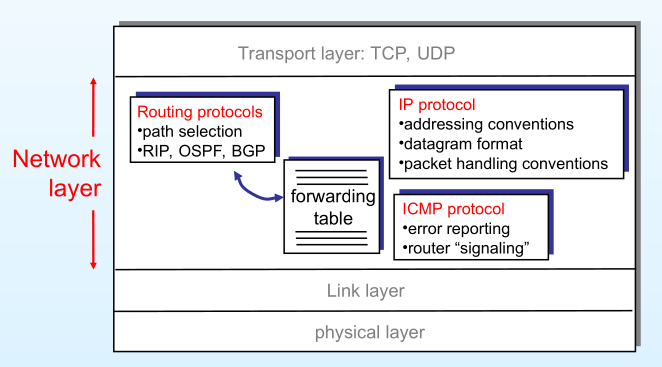 Transport layer: TCP, UDP
Network
layer
Routing protocols
•path selection
•RIP, OSPF, BGP
forwarding
table
IP protocol
•addressing conventions
•datagram format
•packet handling conventions
ICMP protocol
•error reporting
•router “signaling”
Link layer
physical layer